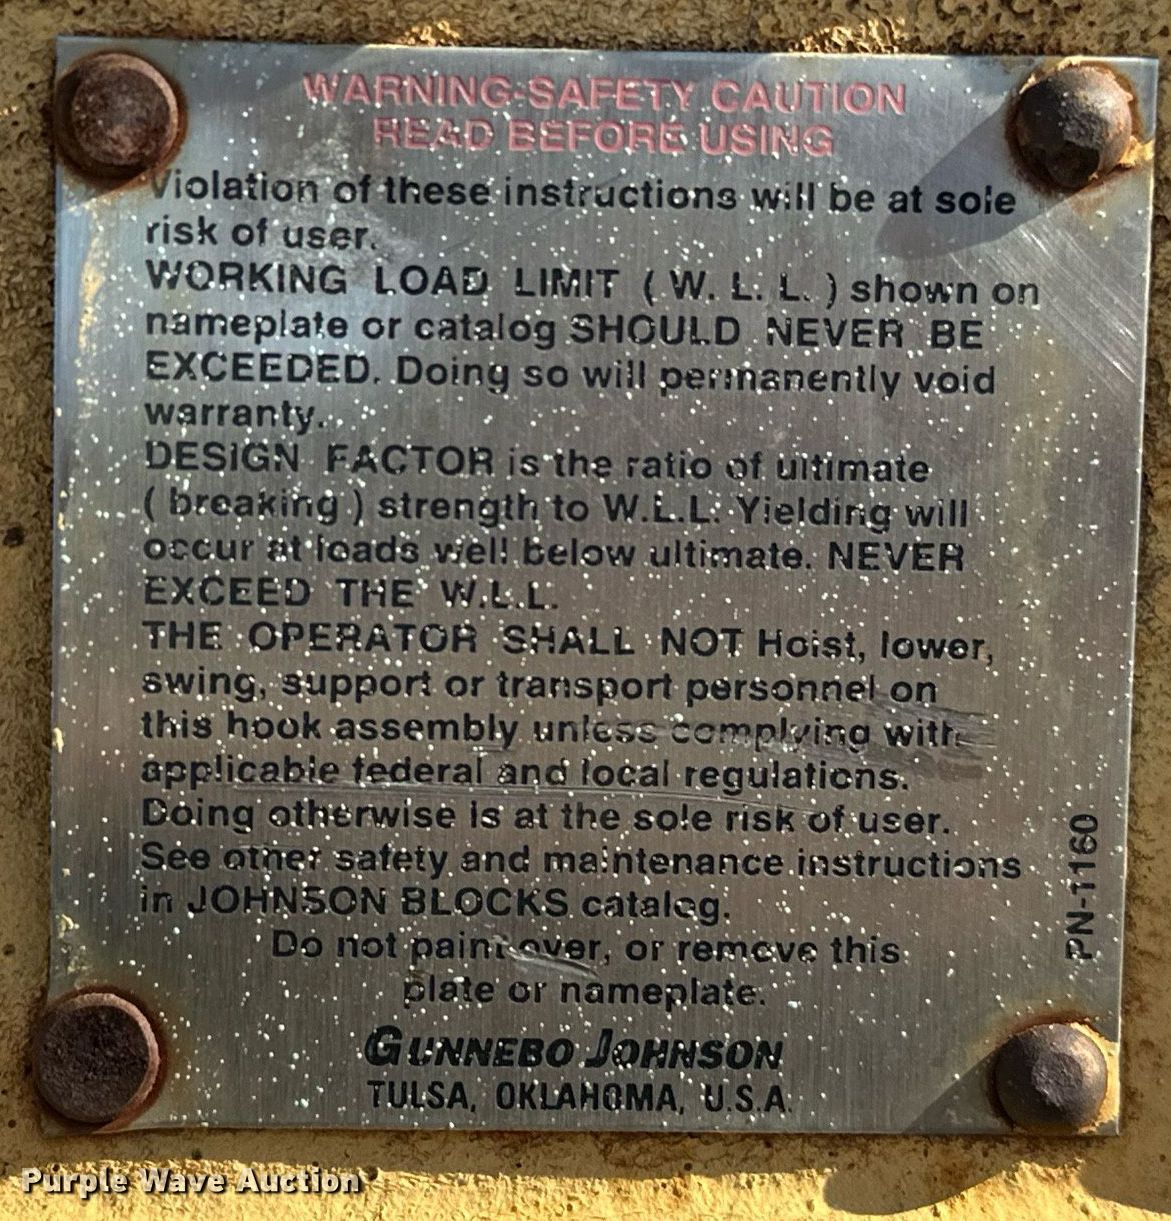 WARNING-SAFETY CAUTION
READ BEFORE USING
Violation of these instructions will be at sole
risk of user.
WORKING LOAD LIMIT ( W. L. L. ) shown on
nameplate or catalog SHOULD NEVER BE
EXCEEDED. Doing so will permanently void
warranty.
DESIGN FACTOR is the ratio of ultimate
( breaking ) strength to W.L.L. Yielding will
occur at loads well below ultimate. NEVER
EXCEED THE W.L.L.
THE OPERATOR SHALL NOT Hoist, lower,
swing, support or transport personnel on
this hook assembly unless complying with
applicable federal and local regulations.
Doing otherwise is at the sole risk of user.
See other safety and maintenance instructions
in JOHNSON BLOCKS catalog.
Do not paint over, or remove this
plate or nameplate.
GUNNEBO JOHNSON
TULSA, OKLAHOMA, U.S.A.
PN-1160
Purple Wave Auction